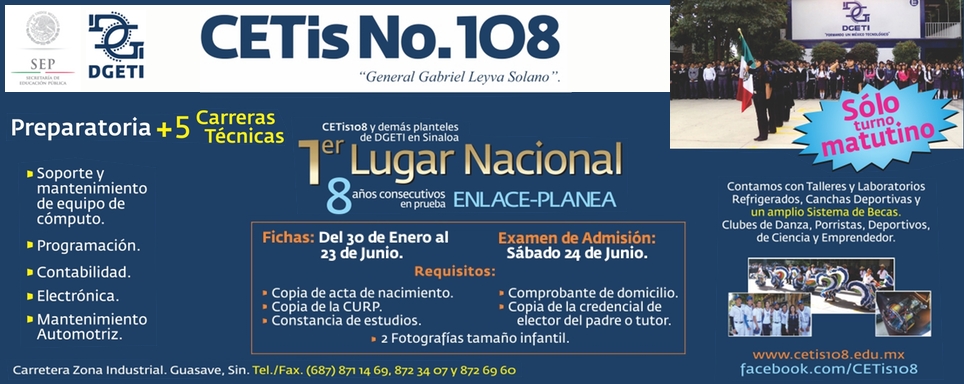 SEP
SECRETARÍA DE
EDUCACIÓN PÚBLICA
DGETI
CETis No. 108
“General Gabriel Leyva Solano”.
DGETI
Sólo
turno
matutino
Preparatoria +5 Carreras
Técnicas
Soporte y
mantenimiento
de equipo de
cómputo.
Programación.
Contabilidad.
Electrónica.
Mantenimiento
Automotriz.
CETis108 y demás planteles
de DGETI en Sinaloa
1er Lugar Nacional
8 años consecutivos
en prueba ENLACE-PLANEA
Fichas: Del 30 de Enero al
23 de Junio.
Examen de Admisión:
Sábado 24 de Junio.
Requisitos:
Copia de acta de nacimiento.
Copia de la CURP.
Constancia de estudios.
Comprobante de domicilio.
Copia de la credencial de
elector del padre o tutor.
2 Fotografías tamaño infantil.
Contamos con Talleres y Laboratorios
Refrigerados, Canchas Deportivas y
un amplio Sistema de Becas.
Clubes de Danza, Porristas, Deportivos,
de Ciencia y Emprendedor.
www.cetis108.edu.mx
facebook.com/CETis108
Carretera Zona Industrial. Guasave, Sin. Tel./Fax. (687) 871 14 69, 872 34 07 y 872 69 60